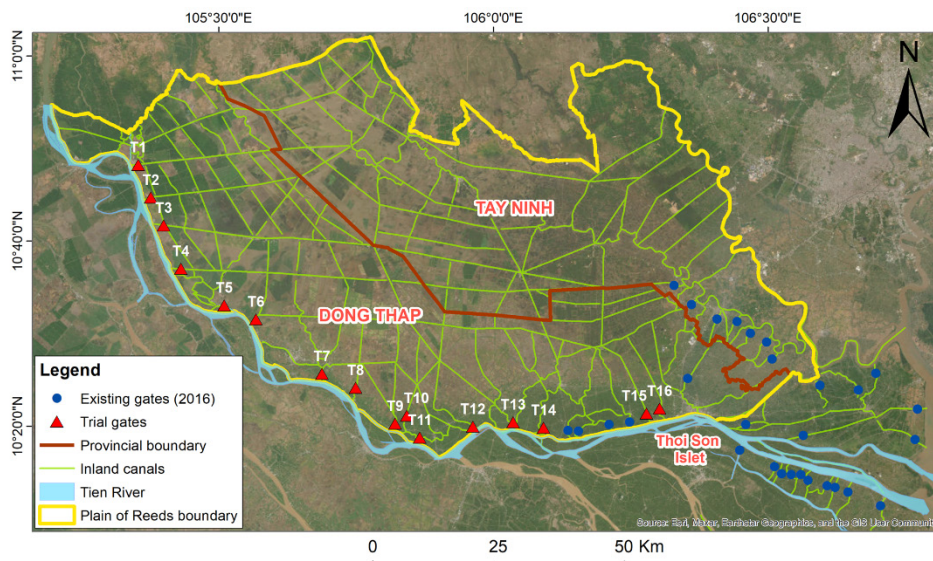 105°30'0"E
106°0'0"E
106°30'0"E
11°0'0"N
10°40'0"N
10°20'0"N
N
T1
T2
T3
T4
T5
T6
T7
T8
T9
T10
T11
T12
T13
T14
T15
T16
TAY NINH
DONG THAP
Thoi Son
Islet
Legend
Existing gates (2016)
Trial gates
Provincial boundary
Inland canals
Tien River
Plain of Reeds boundary
Source: Esri, Maxar, Earthstar Geographics, and the GIS User Communit
0 25 50 Km